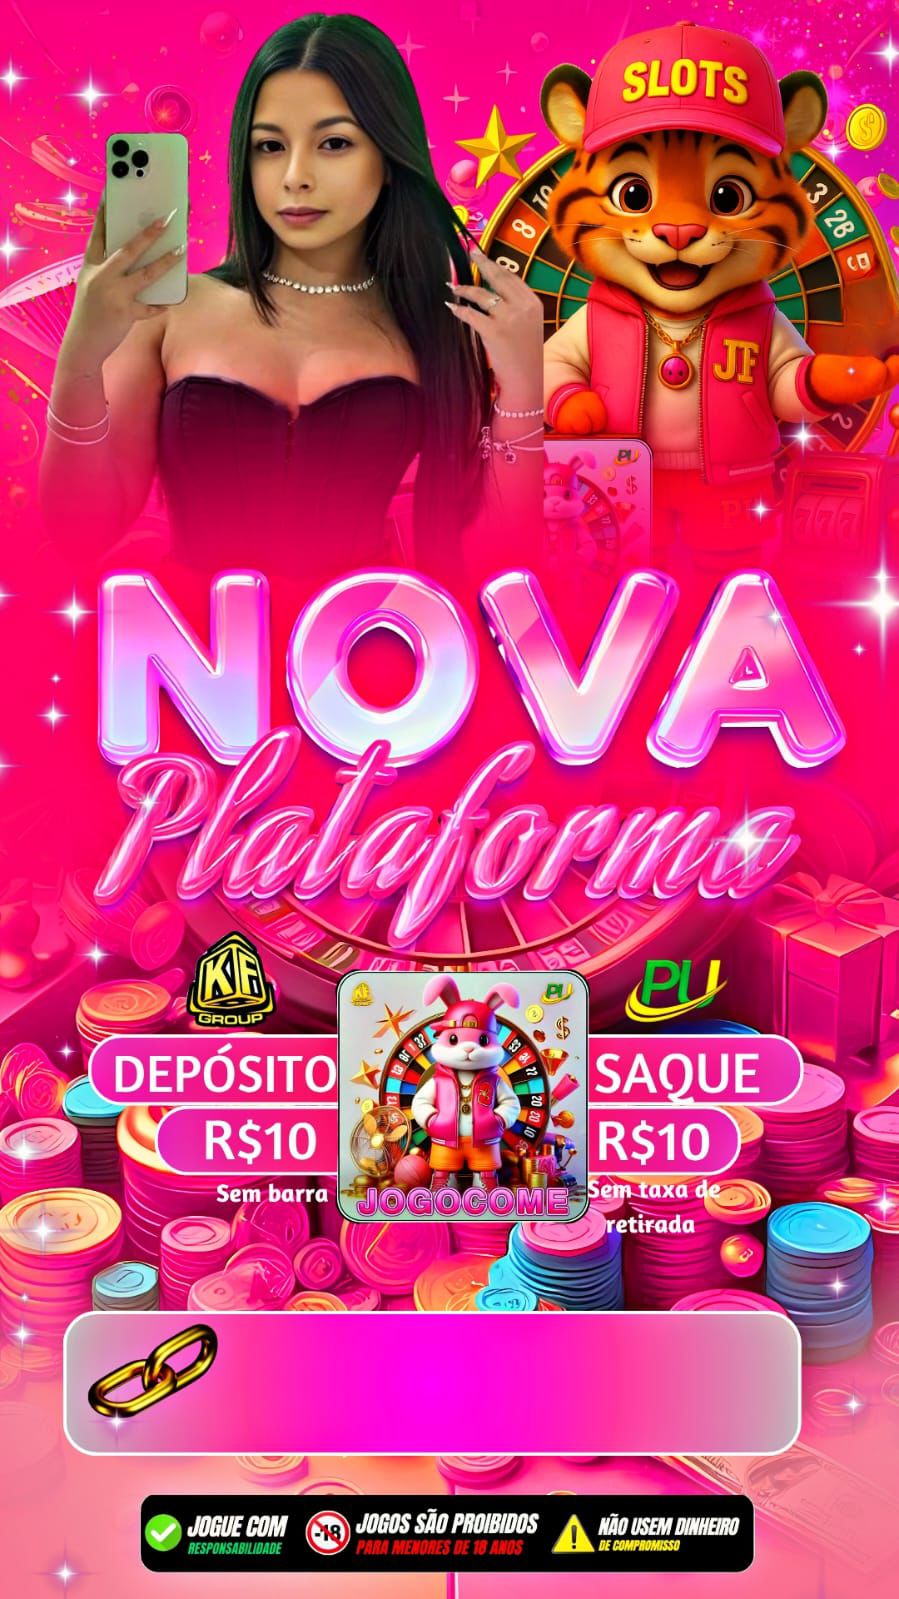 SLOTS
JF
PU
NOVA
Plataforma
KF
GROUP
PU
DEPÓSITO
SAQUE
R$10
R$10
Sem barra
JOGOCOME
Sem taxa de
retirada
JOGUE COM
RESPONSABILIDADE
-18
JOGOS SÃO PROIBIDOS
PARA MENORES DE 18 ANOS
NÃO USEM DINHEIRO
DE COMPROMISSO